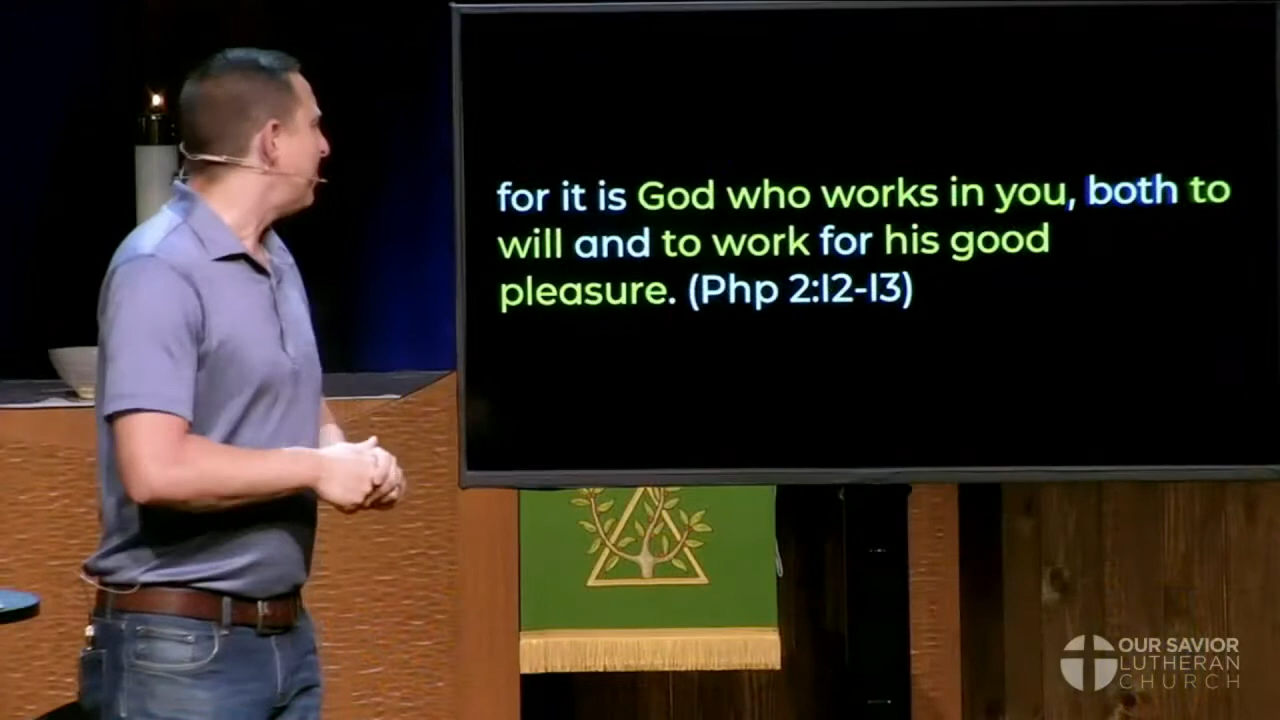 for it is God who works in you, both to
will and to work for his good
pleasure. (Php 2:12-13)
OUR SAVIOR
LUTHERAN
CHURCH